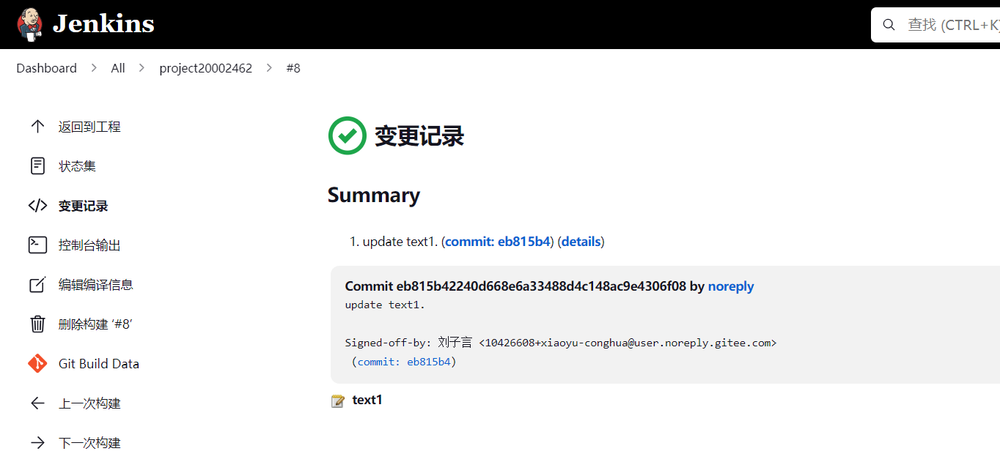 Jenkins
查找 (CTRL+K)
Dashboard > All > project20002462 > #8
返回到工程
状态集
变更记录
控制台输出
编辑编译信息
删除构建 ‘#8’
Git Build Data
上一次构建
下一次构建
变更记录
Summary
1. update text1. (commit: eb815b4) (details)
Commit eb815b42240d668e6a33488d4c148ac9e4306f08 by noreply
update text1.
Signed-off-by: 刘子言 <10426608+xiaoyu-conghua@user.noreply.gitee.com>
(commit: eb815b4)
text1